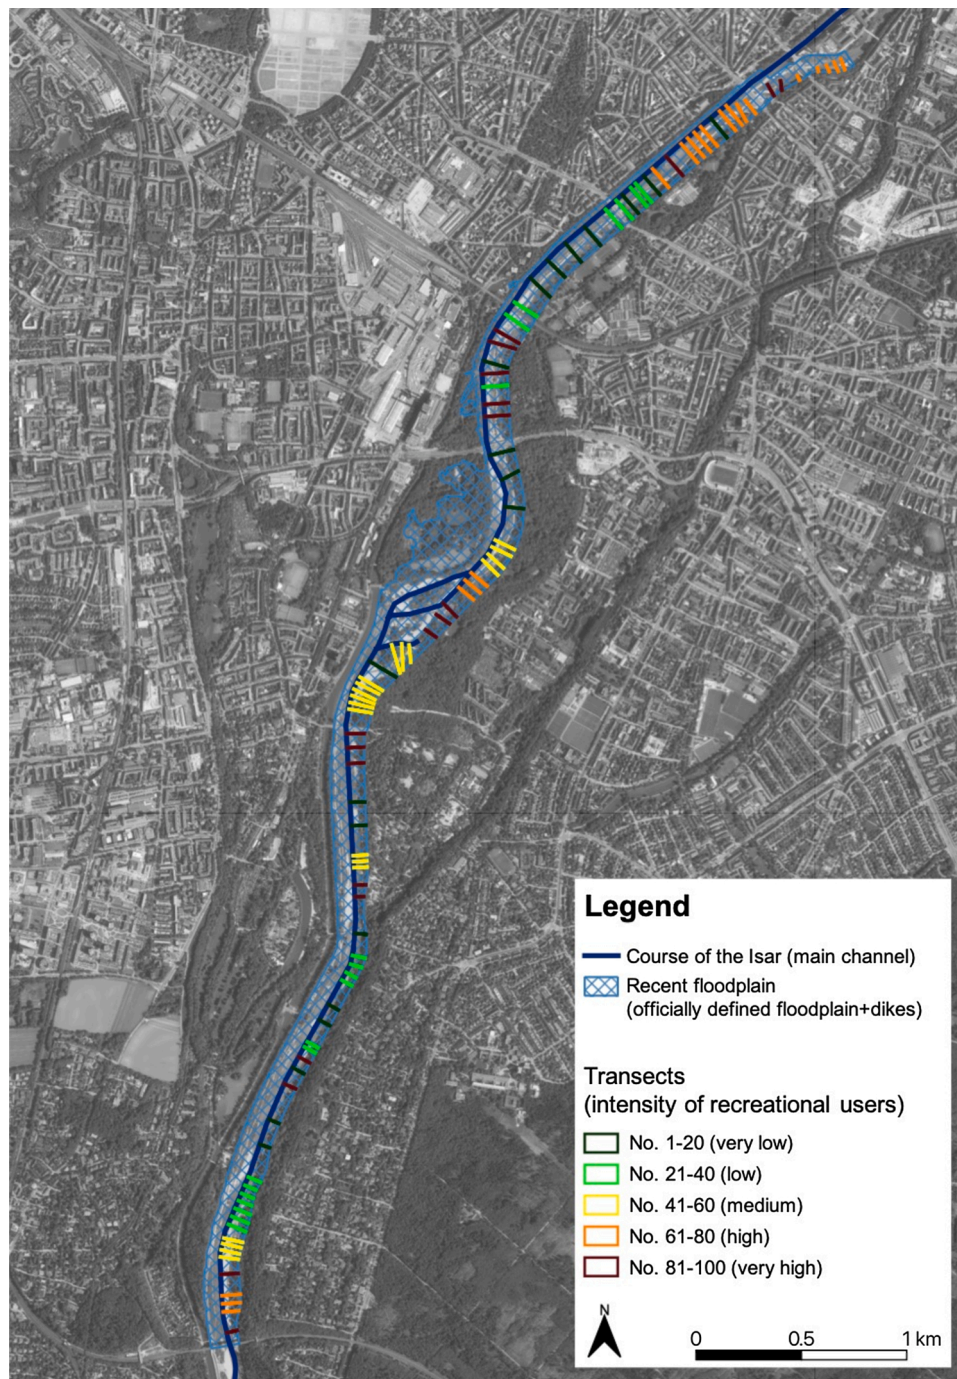 Legend
Course of the Isar (main channel)
Recent floodplain
(officially defined floodplain+dikes)
Transects
(intensity of recreational users)
No. 1-20 (very low)
No. 21-40 (low)
No. 41-60 (medium)
No. 61-80 (high)
No. 81-100 (very high)
N
0 0.5 1 km